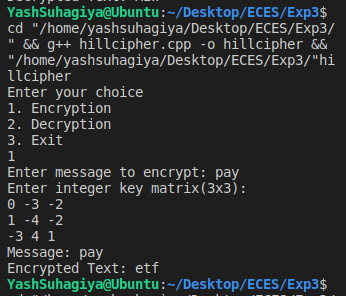 YashSuhagiya@Ubuntu:~/Desktop/ECES/Exp3/$
cd "/home/yashsuhagiya/Desktop/ECES/Exp3/
" && g++ hillcipher.cpp -o hillcipher &&
"/home/yashsuhagiya/Desktop/ECES/Exp3/"hi
llcipher
Enter your choice
1. Encryption
2. Decryption
3. Exit
1
Enter message to encrypt: pay
Enter integer key matrix(3x3):
0 -3 -2
1 -4 -2
-3 4 1
Message: pay
Encrypted Text: etf
YashSuhagiya@Ubuntu:~/Desktop/ECES/Exp3/$